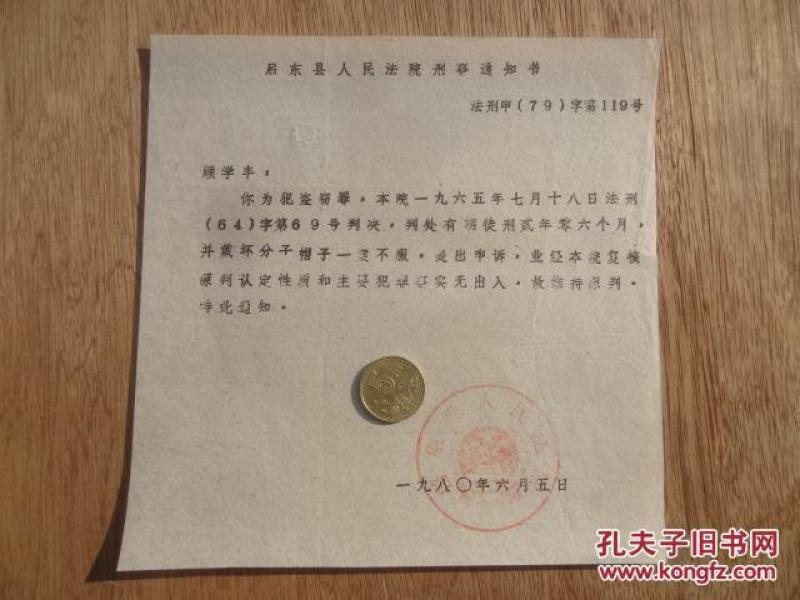 启东县人民法院刑事通知书
法刑申(79)字第119号
顾学丰。
你为犯盗窃罪,本院一九六五年七月十八日法刑
(64)字第69号判决,判处有期徒刑贰年零六个月,
并戴坏分子帽子一案不服,提出申诉,业经本院复核
原判认定性质和主要犯罪事实无出入,故维持原判。
特此通知。
人民法
一九八〇年六月五日
孔夫子旧书网
www.kongfz.com